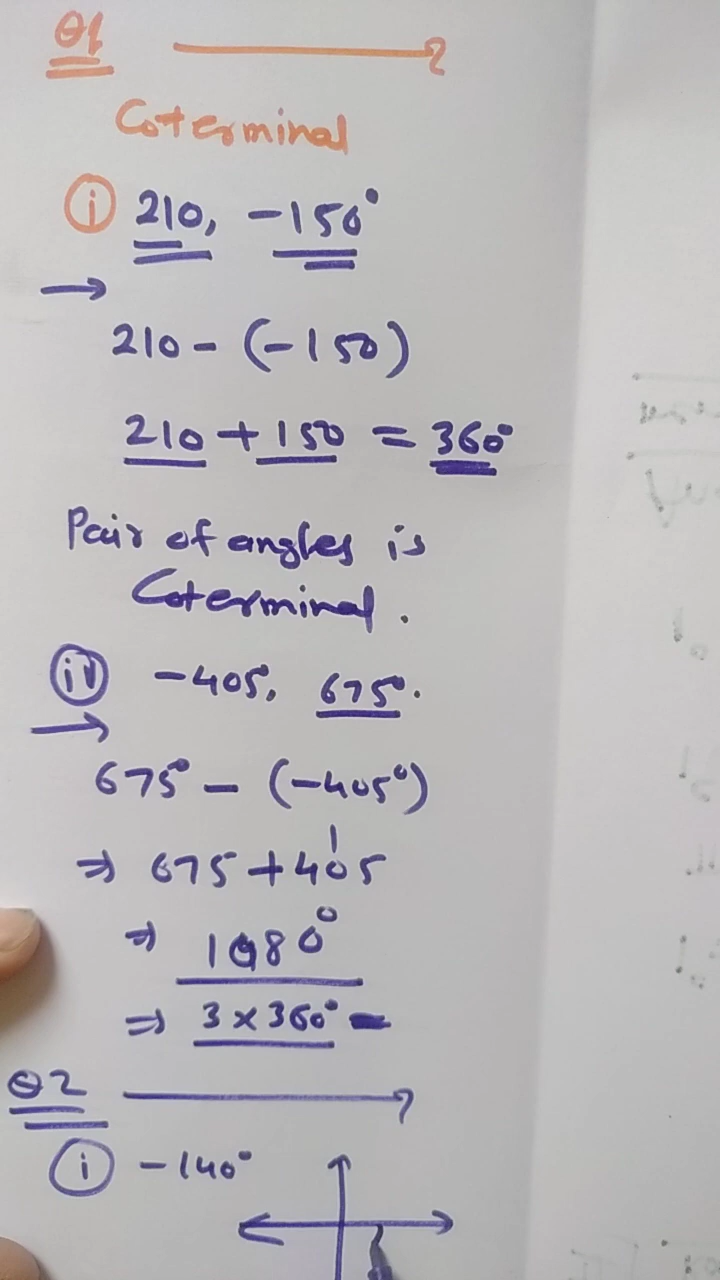 Q1 ?
Coterminal
(i) 210, -150°
→
210 - (-150)
210 + 150 = 360°
Pair of angles is
Coterminal.
(iv) -405, 675°.
→
675° - (-405°)
⇒ 675 + 405
⇒ 1080°
⇒ 3 x 360°
Q2 ?
(i) -140°